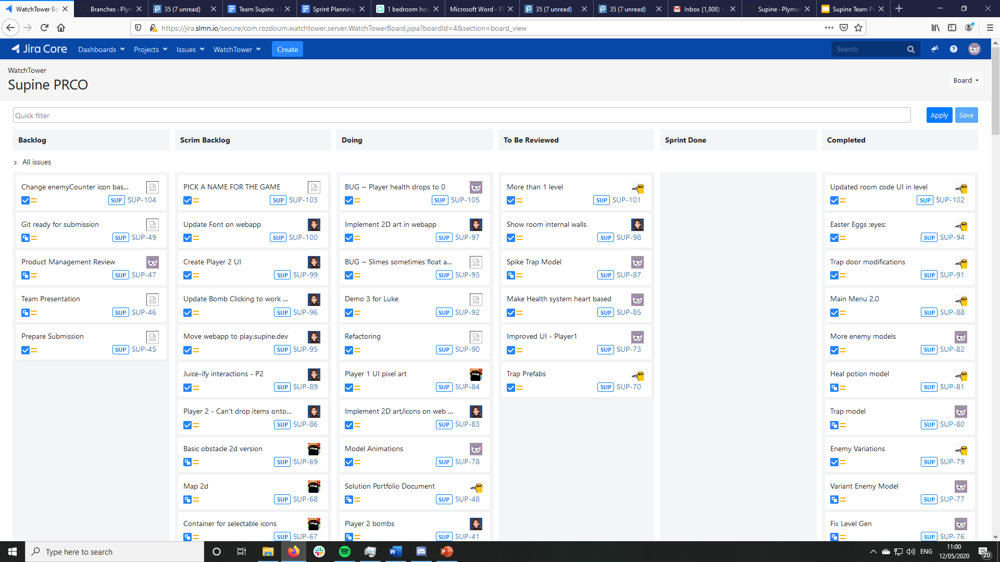 WatchTower Bo
Branches · Plym
35 (7 unread)
Team Supine -
Sprint Planning
1 bedroom hou
Microsoft Word - P
35 (7 unread)
35 (7 unread)
Inbox (1,808) -
Supine · Plymo
Supine Team Pr
https://jira.slmn.io/secure/com.rozdoum.watchtower.server.WatchTowerBoard.jspa?boardId=4&section=board_view
Jira Core Dashboards Projects Issues WatchTower Create Search
WatchTower
Supine PRCO
Board
Quick filter
Apply Save
Backlog Scrim Backlog Doing To Be Reviewed Sprint Done Completed
All issues
Change enemyCounter icon bas...
SUP SUP-104
Git ready for submission
SUP SUP-49
Product Management Review
SUP SUP-47
Team Presentation
SUP SUP-46
Prepare Submission
SUP SUP-45
PICK A NAME FOR THE GAME
SUP SUP-103
Update Font on webapp
SUP SUP-100
Create Player 2 UI
SUP SUP-99
Update Bomb Clicking to work ...
SUP SUP-96
Move webapp to play.supine.dev
SUP SUP-95
Juice-ify interactions - P2
SUP SUP-89
Player 2 - Can't drop items onto...
SUP SUP-86
Basic obstacle 2d version
SUP SUP-69
Map 2d
SUP SUP-68
Container for selectable icons
SUP SUP-67
BUG ~ Player health drops to 0
SUP SUP-105
Implement 2D art in webapp
SUP SUP-97
BUG ~ Slimes sometimes float a...
SUP SUP-93
Demo 3 for Luke
SUP SUP-92
Refactoring
SUP SUP-90
Player 1 UI pixel art
SUP SUP-84
Implement 2D art/icons on web ...
SUP SUP-83
Model Animations
SUP SUP-78
Solution Portfolio Document
SUP SUP-48
Player 2 bombs
SUP SUP-41
More than 1 level
SUP SUP-101
Show room internal walls
SUP SUP-98
Spike Trap Model
SUP SUP-87
Make Health system heart based
SUP SUP-85
Improved UI - Player1
SUP SUP-73
Trap Prefabs
SUP SUP-70
Updated room code UI in level
SUP SUP-102
Easter Eggs :eyes:
SUP SUP-94
Trap door modifications
SUP SUP-91
Main Menu 2.0
SUP SUP-88
More enemy models
SUP SUP-82
Heal potion model
SUP SUP-81
Trap model
SUP SUP-80
Enemy Variations
SUP SUP-79
Variant Enemy Model
SUP SUP-77
Fix Level Gen
SUP SUP-76
Type here to search
ENG
11:00
12/05/2020
20